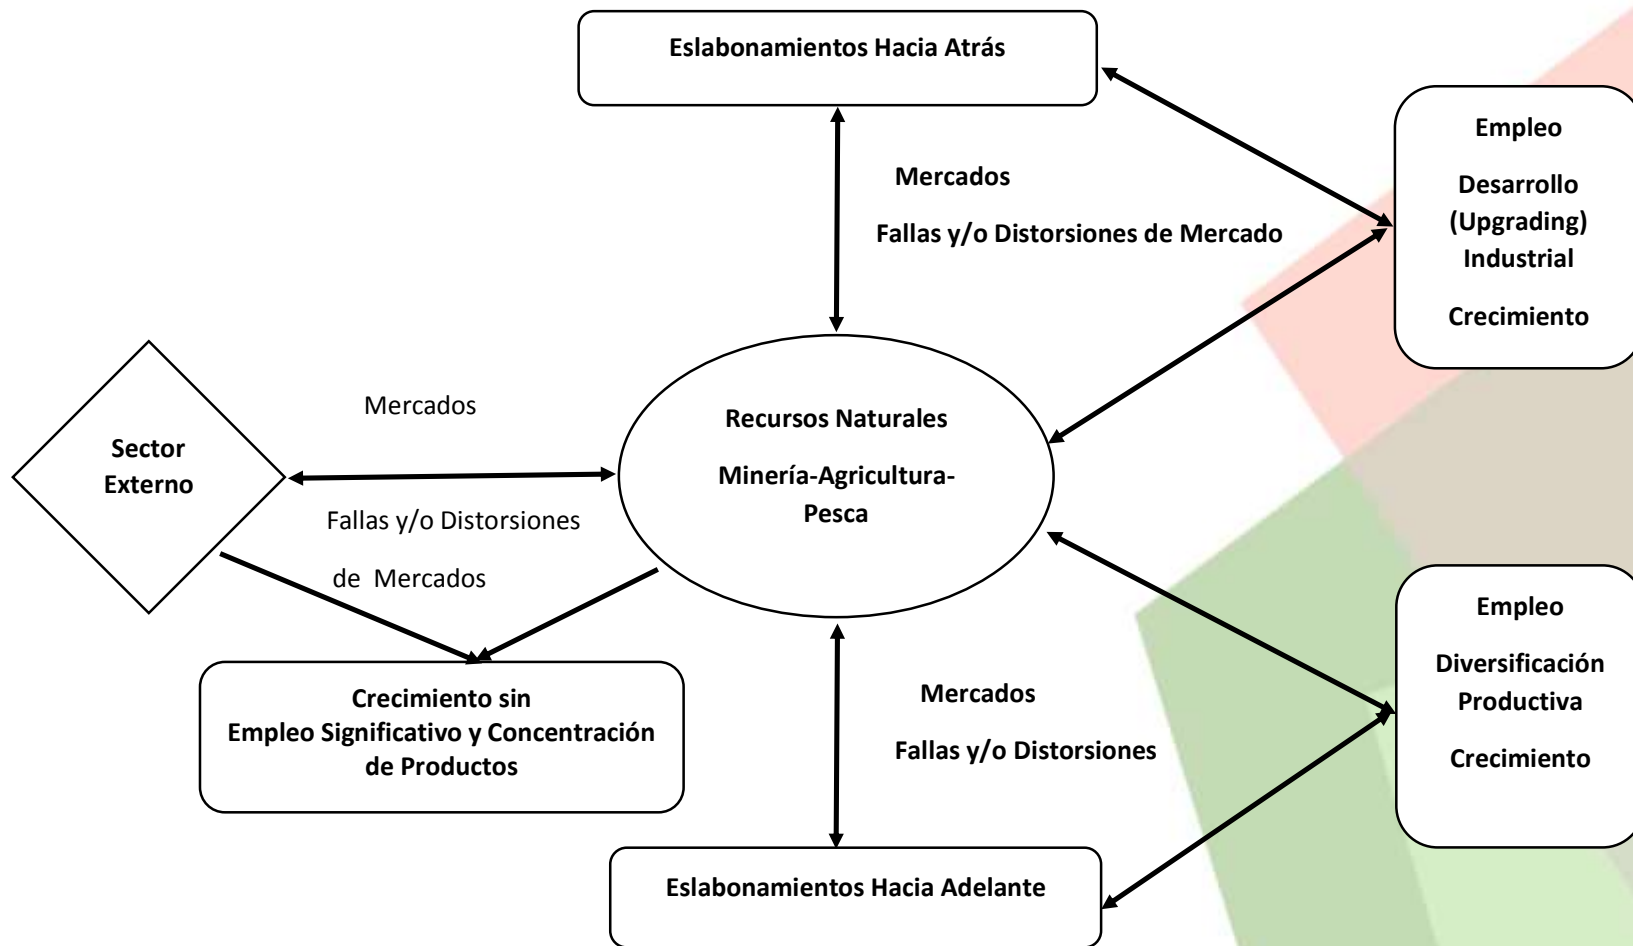 Eslabonamientos Hacia Atrás
Empleo
Desarrollo
(Upgrading)
Industrial
Crecimiento
Mercados
Fallas y/o Distorsiones de Mercado
Mercados
Sector
Externo
Fallas y/o Distorsiones
de Mercados
Recursos Naturales
Minería-Agricultura-
Pesca
Crecimiento sin
Empleo Significativo y Concentración
de Productos
Mercados
Fallas y/o Distorsiones
Empleo
Diversificación
Productiva
Crecimiento
Eslabonamientos Hacia Adelante